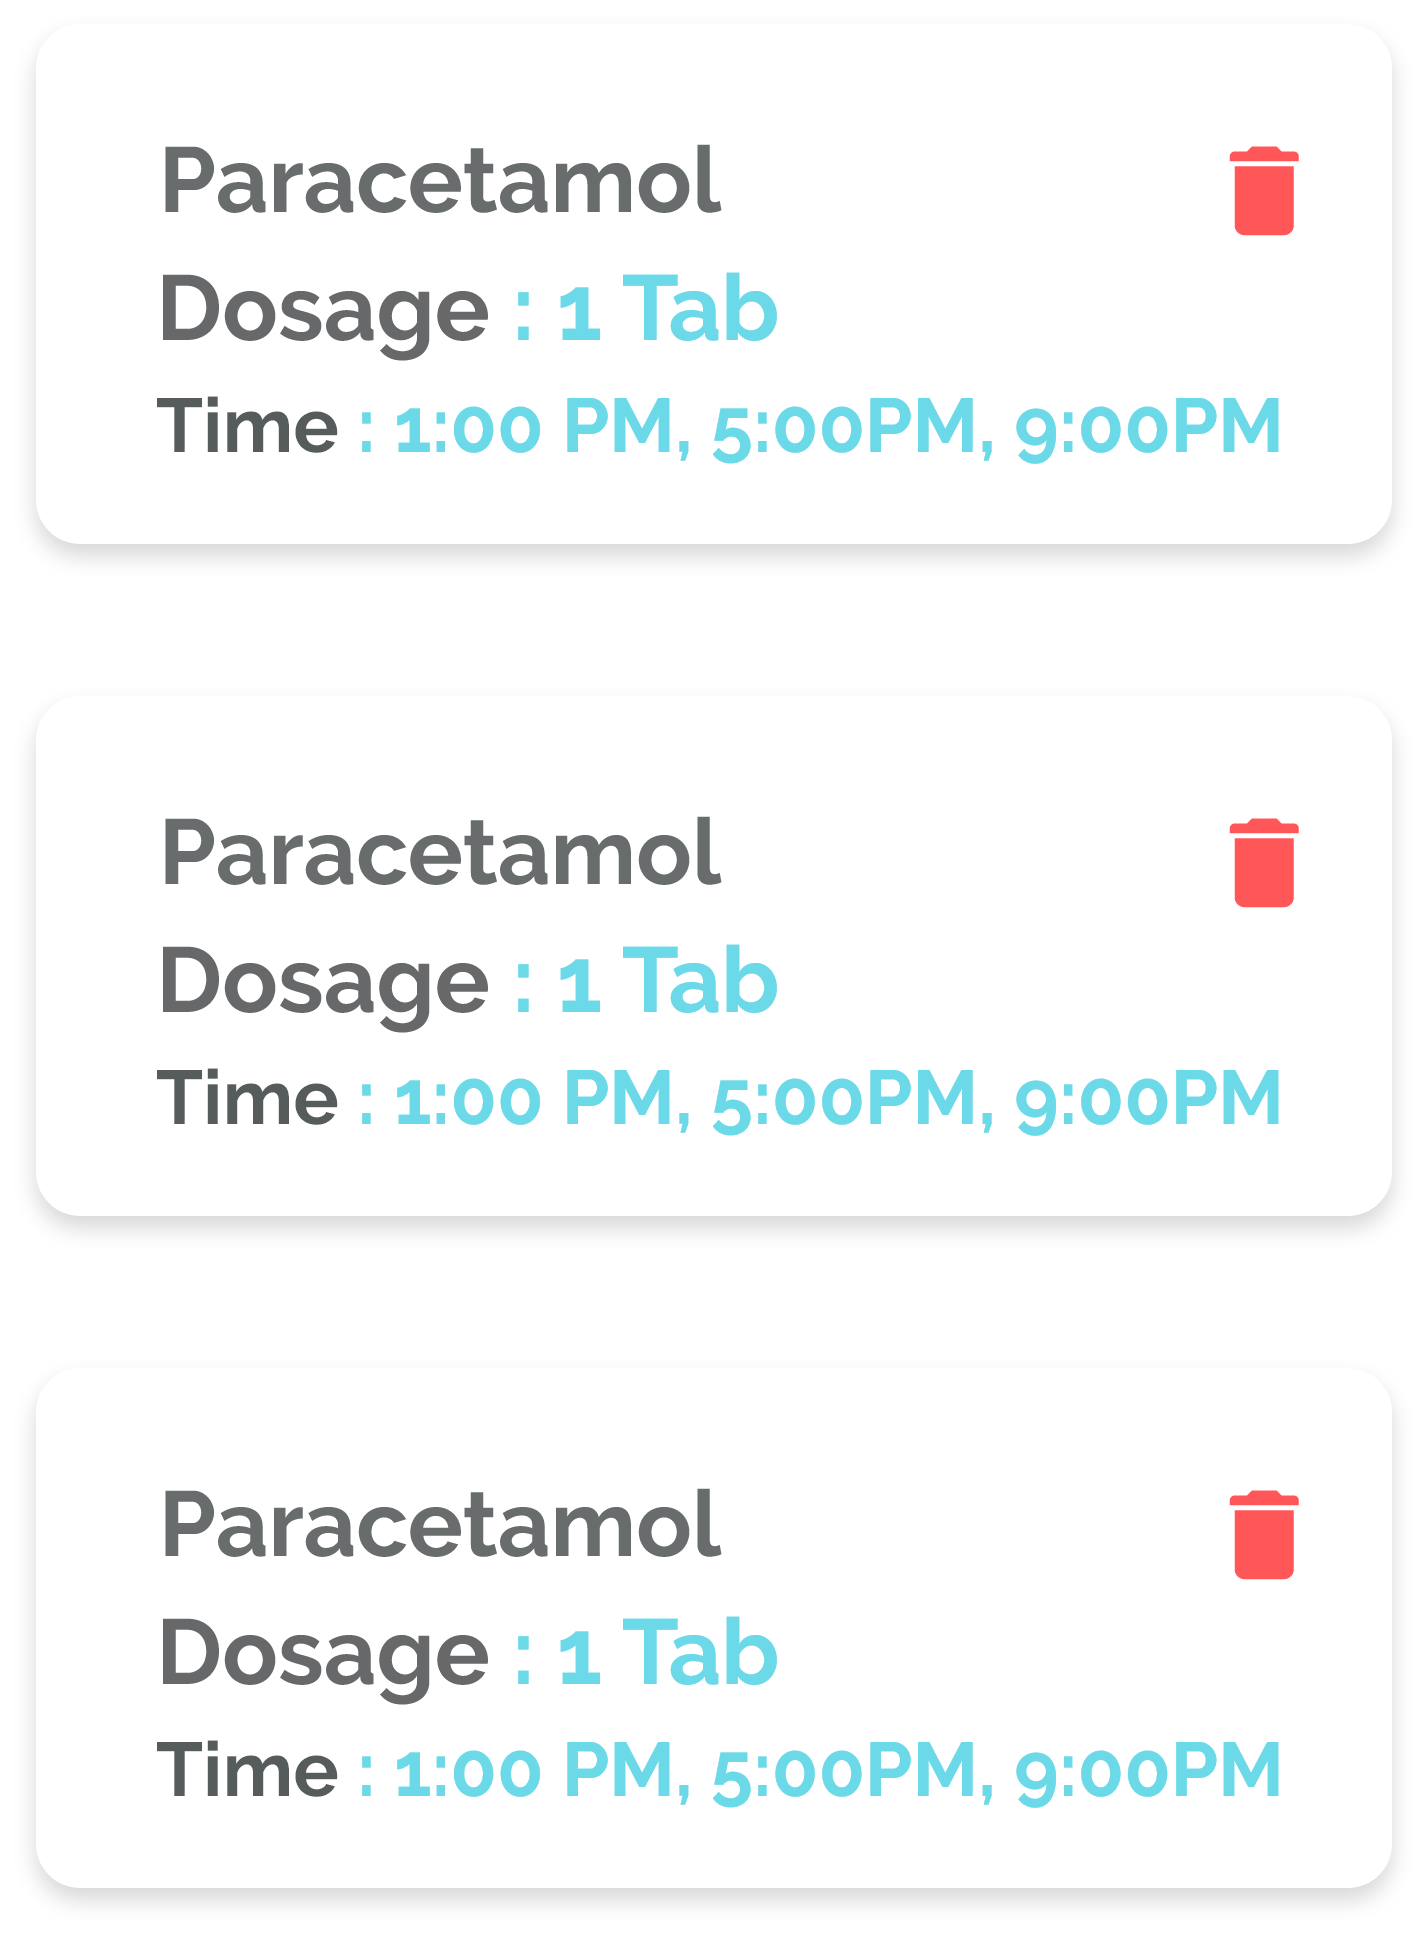 Paracetamol
Dosage : 1 Tab
Time : 1:00 PM, 5:00PM, 9:00PM
Paracetamol
Dosage : 1 Tab
Time : 1:00 PM, 5:00PM, 9:00PM
Paracetamol
Dosage : 1 Tab
Time : 1:00 PM, 5:00PM, 9:00PM